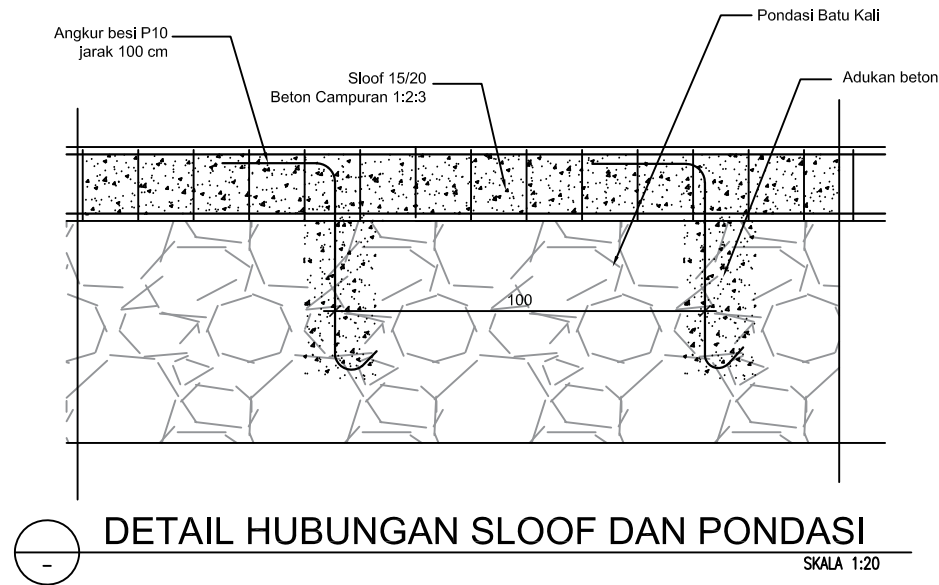 Pondasi Batu Kali
Angkur besi P10
jarak 100 cm
Sloof 15/20
Beton Campuran 1:2:3
Adukan beton
100
DETAIL HUBUNGAN SLOOF DAN PONDASI
-
SKALA 1:20